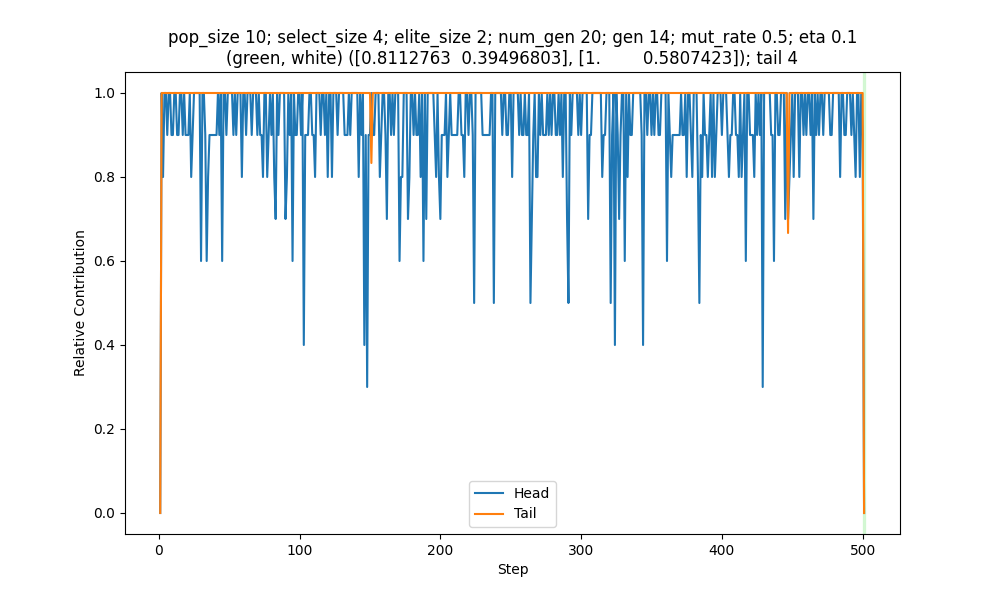 pop_size 10; select_size 4; elite_size 2; num_gen 20; gen 14; mut_rate 0.5; eta 0.1
(green, white) ([0.8112763 0.39496803], [1. 0.5807423]); tail 4
Relative Contribution
1.0
0.8
0.6
0.4
0.2
0.0
Head
Tail
0
100
200
300
400
500
Step